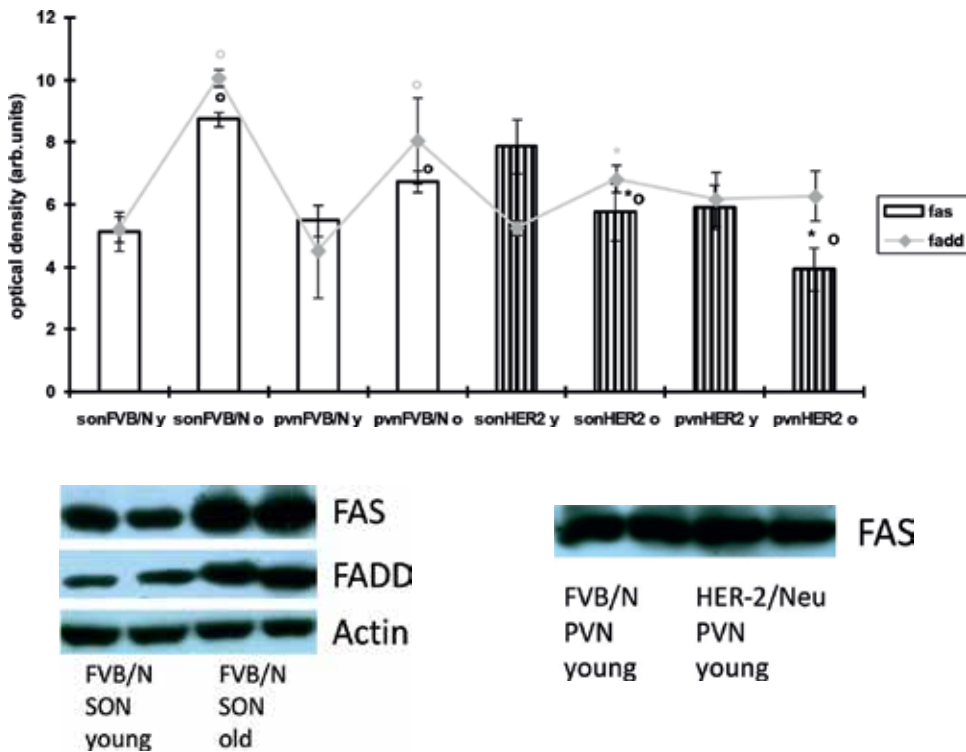 optical density (arb.units)
12
10
8
6
4
2
0
sonFVB/N y sonFVB/N o pvnFVB/N y pvnFVB/N o sonHER2 y sonHER2 o pvnHER2 y pvnHER2 o
fas
fadd
FAS
FADD
Actin
FVB/N
SON
young
FVB/N
SON
old
FAS
FVB/N
PVN
young
HER-2/Neu
PVN
young